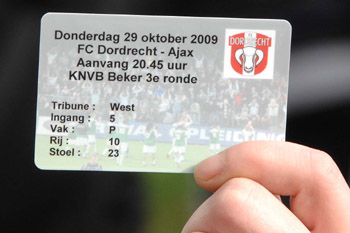 Donderdag 29 oktober 2009
FC Dordrecht - Ajax
Aanvang 20.45 uur
KNVB Beker 3e ronde
DORDRECHT
Tribune : West
Ingang : 5
Vak : P
Rij : 10
Stoel : 23